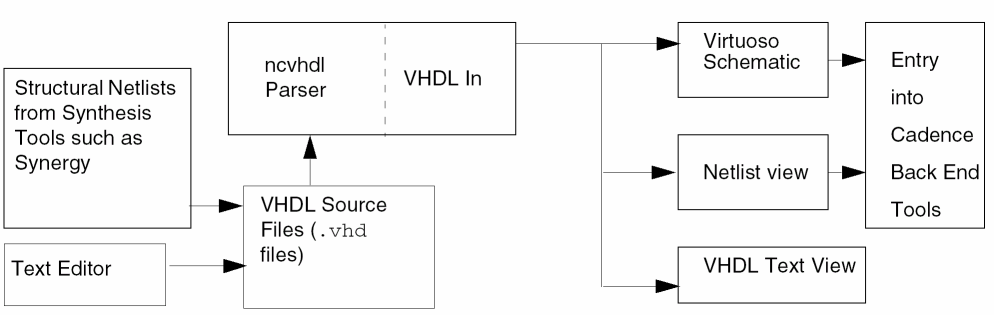 Structural Netlists
from Synthesis
Tools such as
Synergy
Text Editor
ncvhdl
Parser
VHDL In
VHDL Source
Files (.vhd
files)
Virtuoso
Schematic
Netlist view
VHDL Text View
Entry
into
Cadence
Back End
Tools